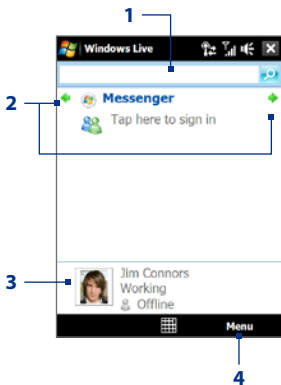 1
Windows Live
2
Messenger
Tap here to sign in
3
Jim Connors
Working
Offline
Menu
4